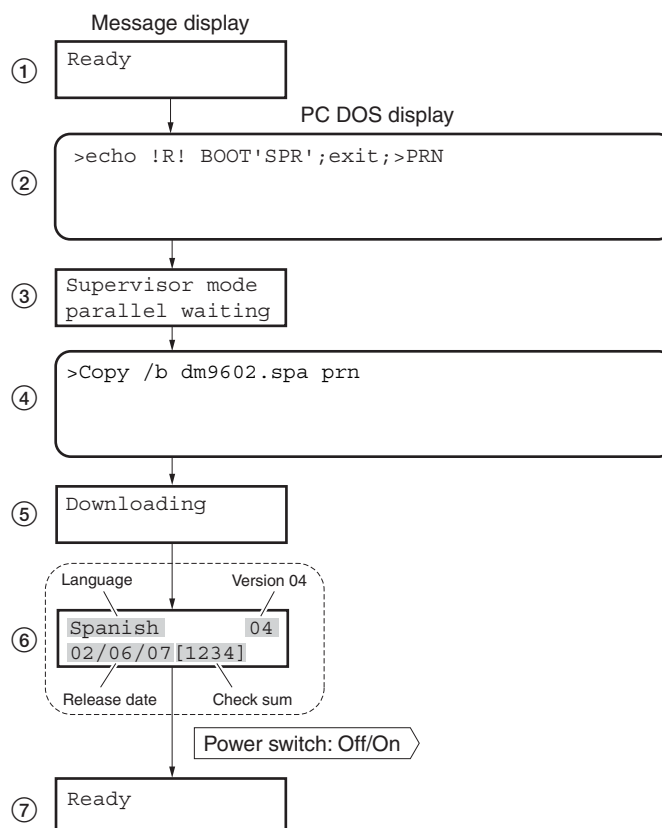 Message display
① Ready
PC DOS display
② >echo !R! BOOT'SPR';exit;>PRN
③ Supervisor mode
parallel waiting
④ >Copy /b dm9602.spa prn
⑤ Downloading
Language Version 04
⑥ Spanish 04
02/06/07[1234]
Release date Check sum
Power switch: Off/On
⑦ Ready